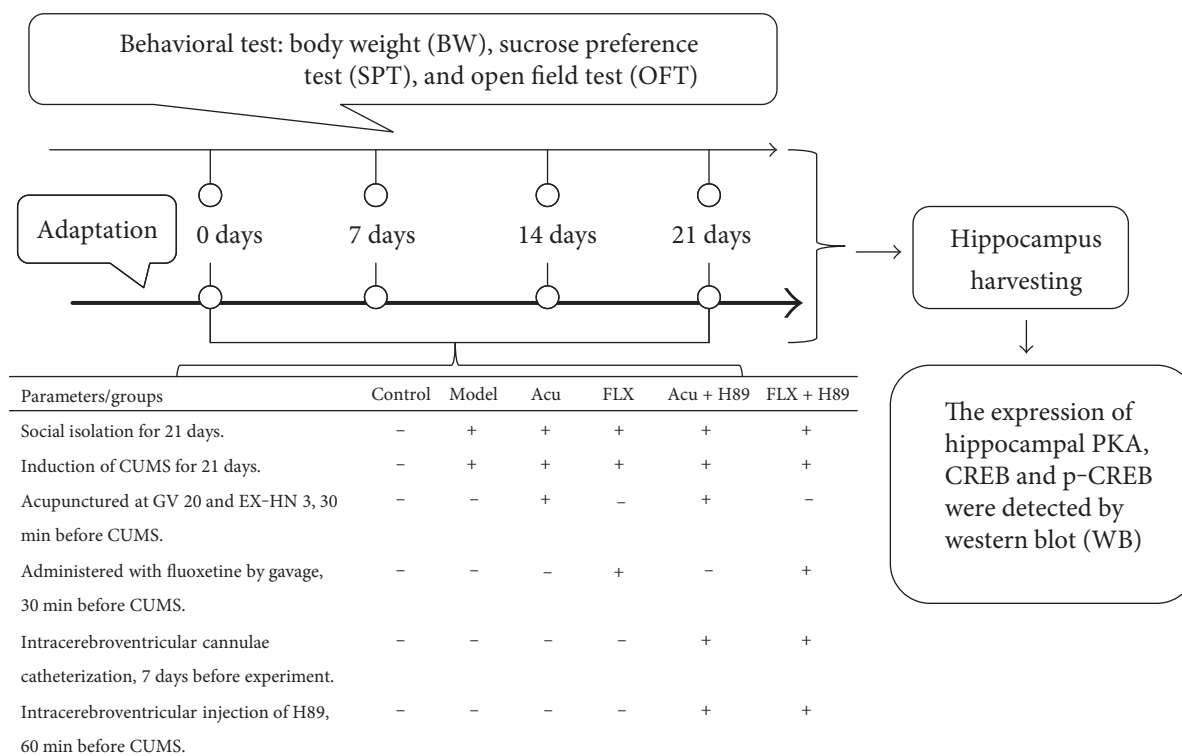 Behavioral test: body weight (BW), sucrose preference
test (SPT), and open field test (OFT)
Adaptation
0 days 7 days 14 days 21 days
Hippocampus
harvesting
The expression of
hippocampal PKA,
CREB and p-CREB
were detected by
western blot (WB)
Parameters/groups Control Model Acu FLX Acu + H89 FLX + H89
Social isolation for 21 days. – + + + + +
Induction of CUMS for 21 days. – + + + + +
Acupunctured at GV 20 and EX-HN 3, 30 – – + – + –
min before CUMS.
Administered with fluoxetine by gavage, – – – + – +
30 min before CUMS.
Intracerebroventricular cannulae – – – – + +
catheterization, 7 days before experiment.
Intracerebroventricular injection of H89, – – – – + +
60 min before CUMS.